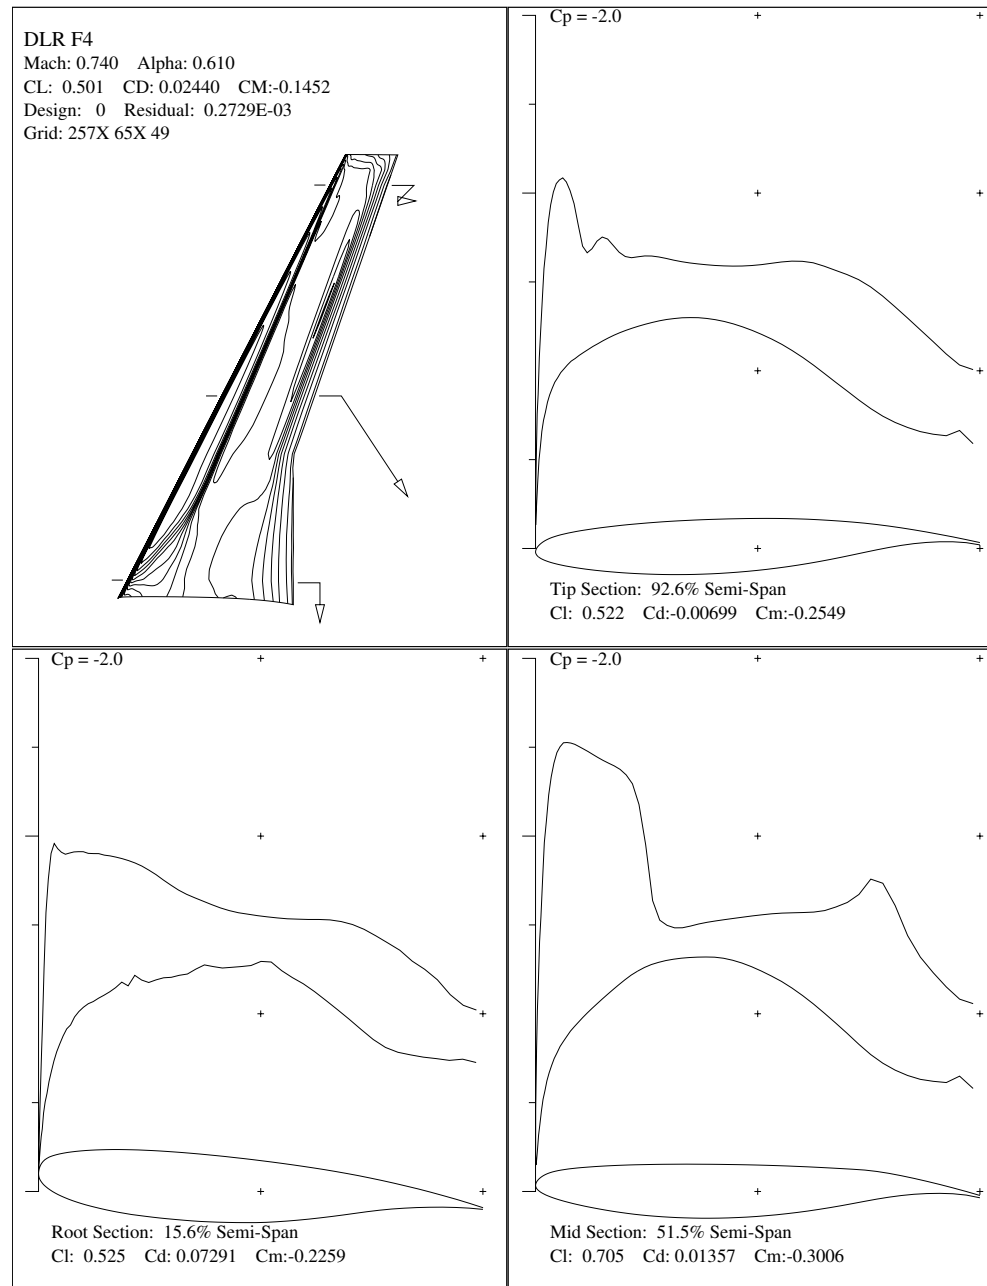 DLR F4
Mach: 0.740 Alpha: 0.610
CL: 0.501 CD: 0.02440 CM:-0.1452
Design: 0 Residual: 0.2729E-03
Grid: 257X 65X 49
Cp = -2.0
Tip Section: 92.6% Semi-Span
Cl: 0.522 Cd:-0.00699 Cm:-0.2549
Cp = -2.0
Root Section: 15.6% Semi-Span
Cl: 0.525 Cd: 0.07291 Cm:-0.2259
Cp = -2.0
Mid Section: 51.5% Semi-Span
Cl: 0.705 Cd: 0.01357 Cm:-0.3006